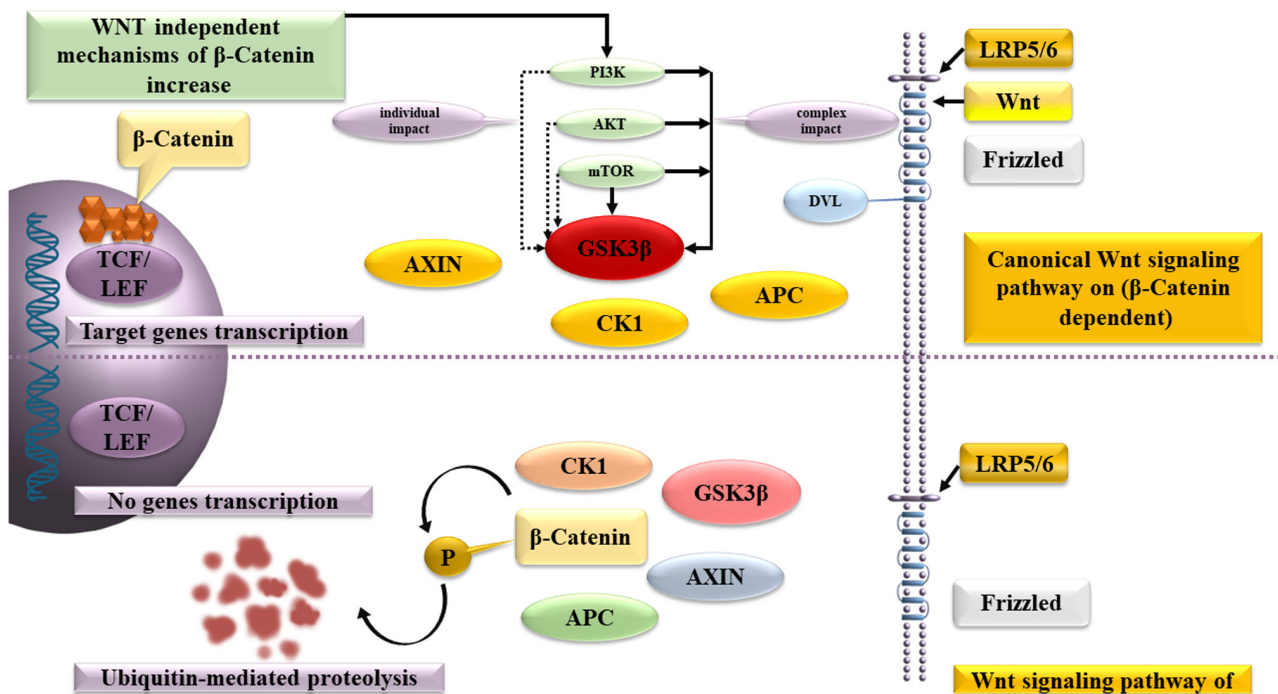 WNT independent
mechanisms of β-Catenin
increase
β-Catenin
TCF/
LEF
Target genes transcription
individual
impact
PI3K
AKT
mTOR
GSK3β
complex
impact
AXIN
CK1
APC
DVL
LRP5/6
Wnt
Frizzled
Canonical Wnt signaling
pathway on (β-Catenin
dependent)
TCF/
LEF
No genes transcription
Ubiquitin-mediated proteolysis
P
CK1
GSK3β
β-Catenin
AXIN
APC
LRP5/6
Frizzled
Wnt signaling pathway of